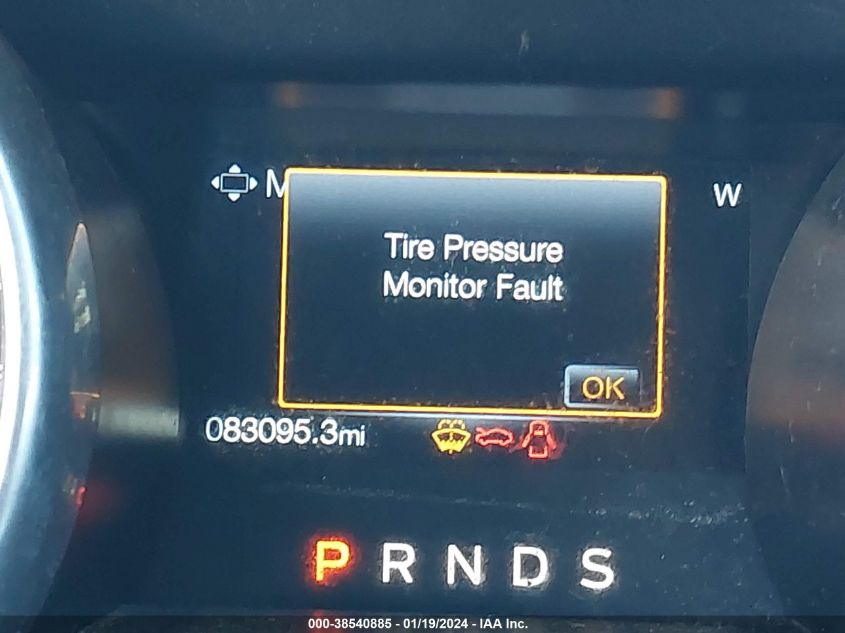 M W
Tire Pressure
Monitor Fault
OK
083095.3mi
P R N D S
000-38540885 - 01/19/2024 - IAA Inc.